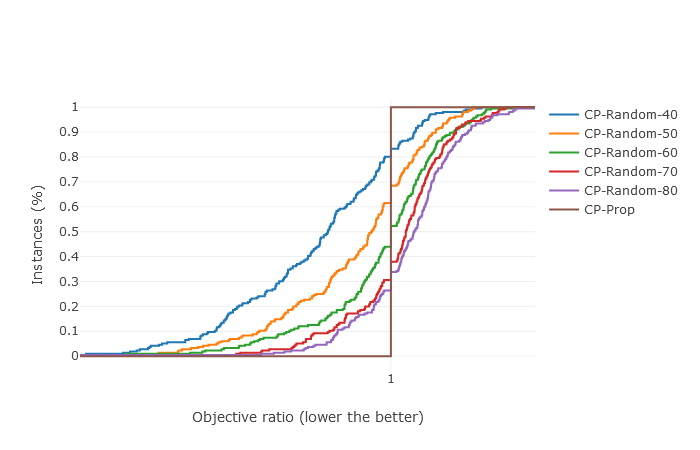 1
0.9
0.8
0.7
0.6
0.5
0.4
0.3
0.2
0.1
0
Instances (%)
1
Objective ratio (lower the better)
CP-Random-40
CP-Random-50
CP-Random-60
CP-Random-70
CP-Random-80
CP-Prop